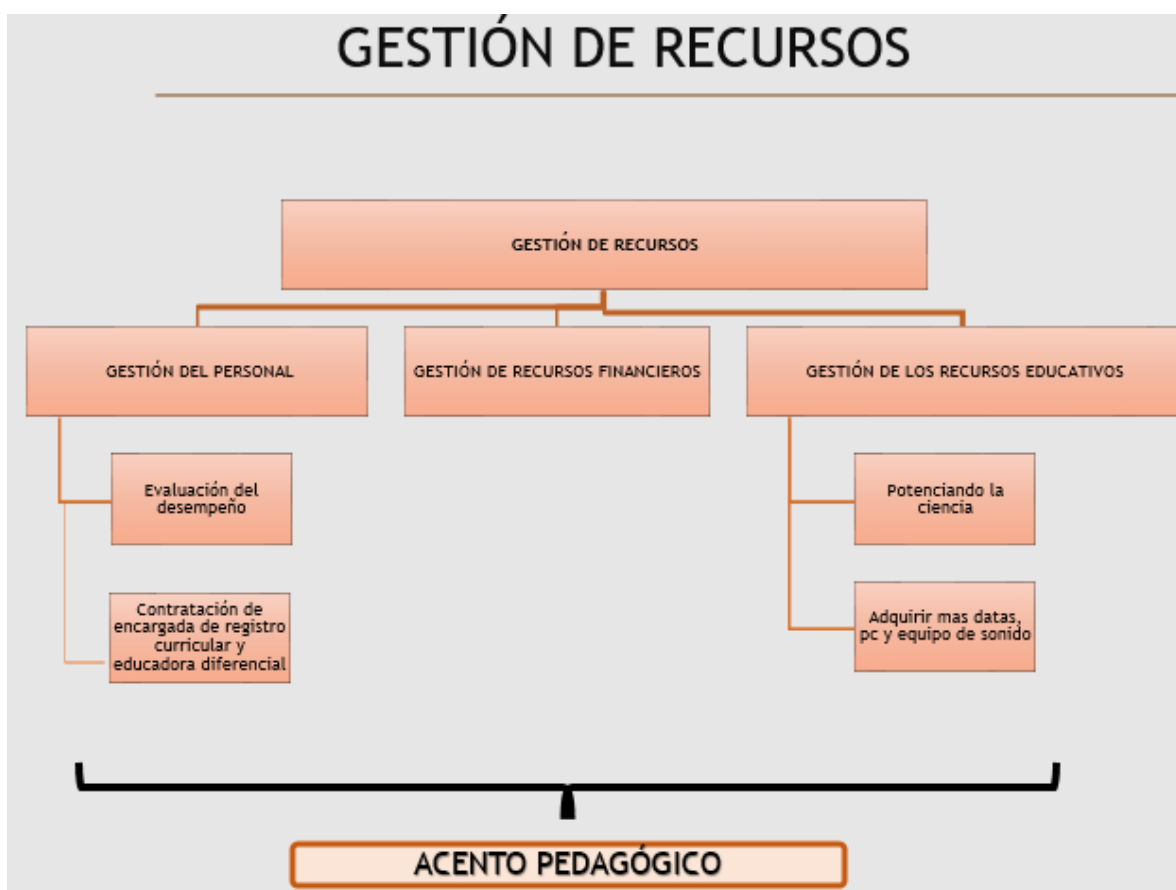 GESTIÓN DE RECURSOS
GESTIÓN DE RECURSOS
GESTIÓN DEL PERSONAL
GESTIÓN DE RECURSOS FINANCIEROS
GESTIÓN DE LOS RECURSOS EDUCATIVOS
Evaluación del
desempeño
Contratación de
encargada de registro
curricular y
educadora diferencial
Potenciando la
ciencia
Adquirir mas datas,
pc y equipo de sonido
ACENTO PEDAGÓGICO